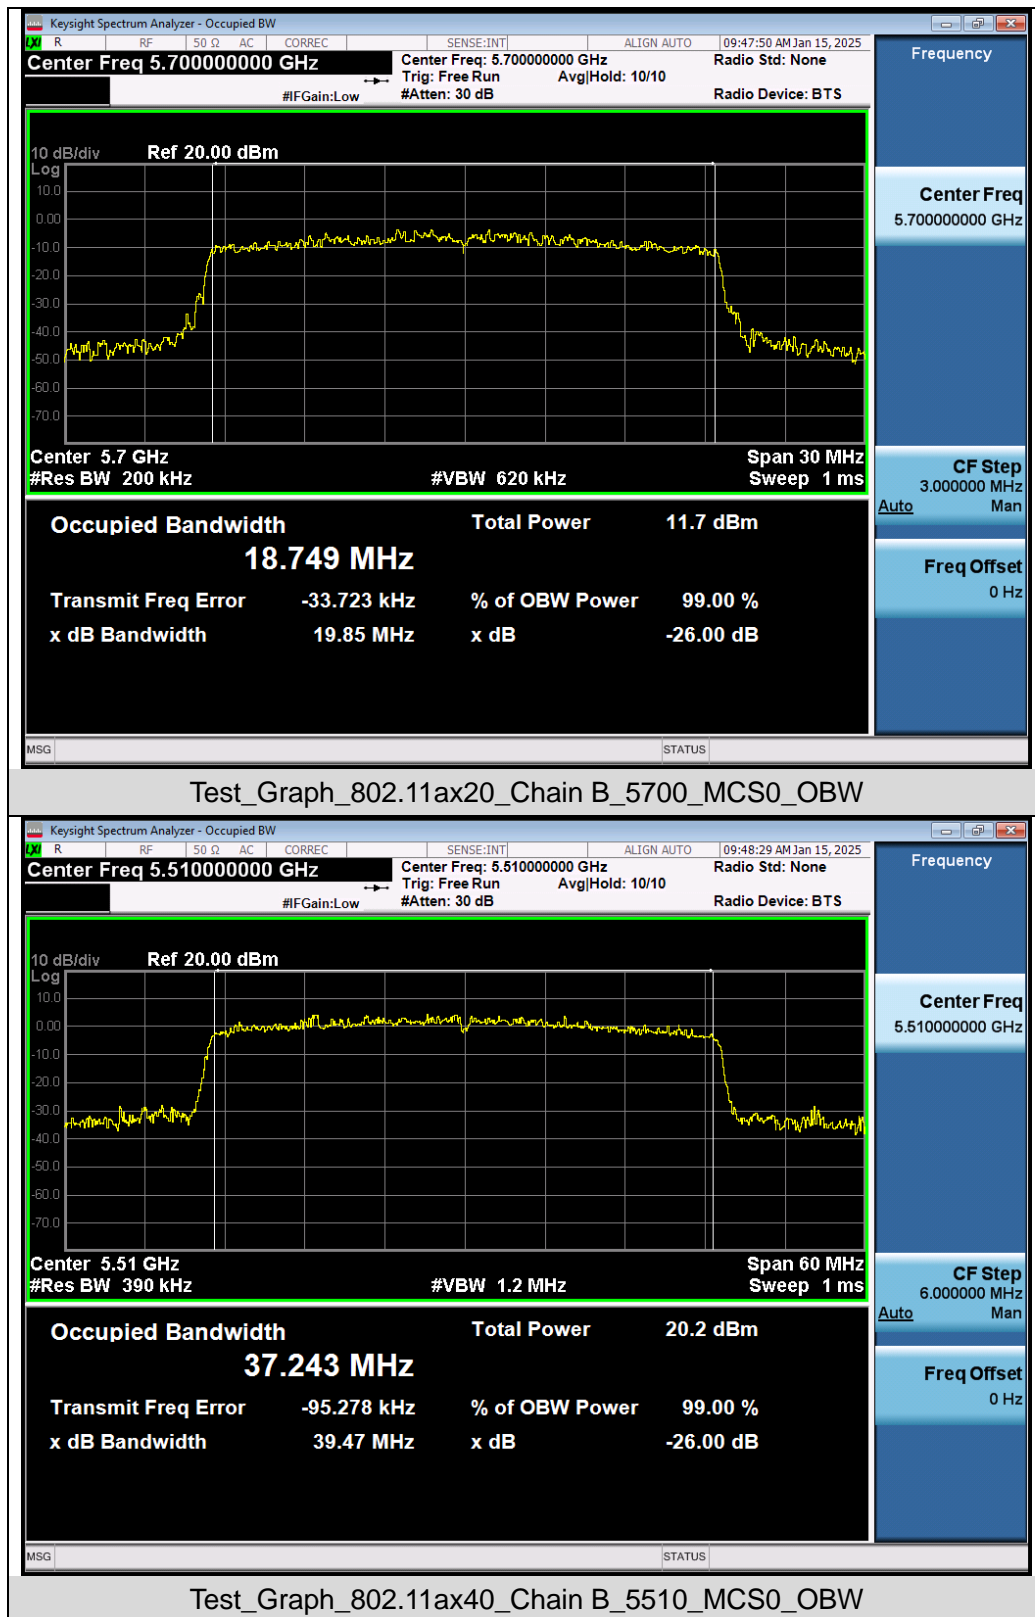 Keysight Spectrum Analyzer - Occupied BW
LXI R RF 50 Ω AC CORREC SENSE:INT ALIGN AUTO 09:47:50 AM Jan 15, 2025
Center Freq 5.700000000 GHz Center Freq: 5.700000000 GHz Radio Std: None
Trig: Free Run Avg|Hold: 10/10
#IFGain:Low #Atten: 30 dB Radio Device: BTS
Frequency
10 dB/div Ref 20.00 dBm
Log
10.0
0.00
-10.0
-20.0
-30.0
-40.0
-50.0
-60.0
-70.0
Center 5.7 GHz Span 30 MHz
#Res BW 200 kHz #VBW 620 kHz Sweep 1 ms
Center Freq
5.700000000 GHz
CF Step
3.000000 MHz
Auto Man
Freq Offset
0 Hz
Occupied Bandwidth Total Power 11.7 dBm
18.749 MHz
Transmit Freq Error -33.723 kHz % of OBW Power 99.00 %
x dB Bandwidth 19.85 MHz x dB -26.00 dB
MSG STATUS
Test_Graph_802.11ax20_Chain B_5700_MCS0_OBW
Keysight Spectrum Analyzer - Occupied BW
LXI R RF 50 Ω AC CORREC SENSE:INT ALIGN AUTO 09:48:29 AM Jan 15, 2025
Center Freq 5.510000000 GHz Center Freq: 5.510000000 GHz Radio Std: None
Trig: Free Run Avg|Hold: 10/10
#IFGain:Low #Atten: 30 dB Radio Device: BTS
Frequency
10 dB/div Ref 20.00 dBm
Log
10.0
0.00
-10.0
-20.0
-30.0
-40.0
-50.0
-60.0
-70.0
Center 5.51 GHz Span 60 MHz
#Res BW 390 kHz #VBW 1.2 MHz Sweep 1 ms
Center Freq
5.510000000 GHz
CF Step
6.000000 MHz
Auto Man
Freq Offset
0 Hz
Occupied Bandwidth Total Power 20.2 dBm
37.243 MHz
Transmit Freq Error -95.278 kHz % of OBW Power 99.00 %
x dB Bandwidth 39.47 MHz x dB -26.00 dB
MSG STATUS
Test_Graph_802.11ax40_Chain B_5510_MCS0_OBW